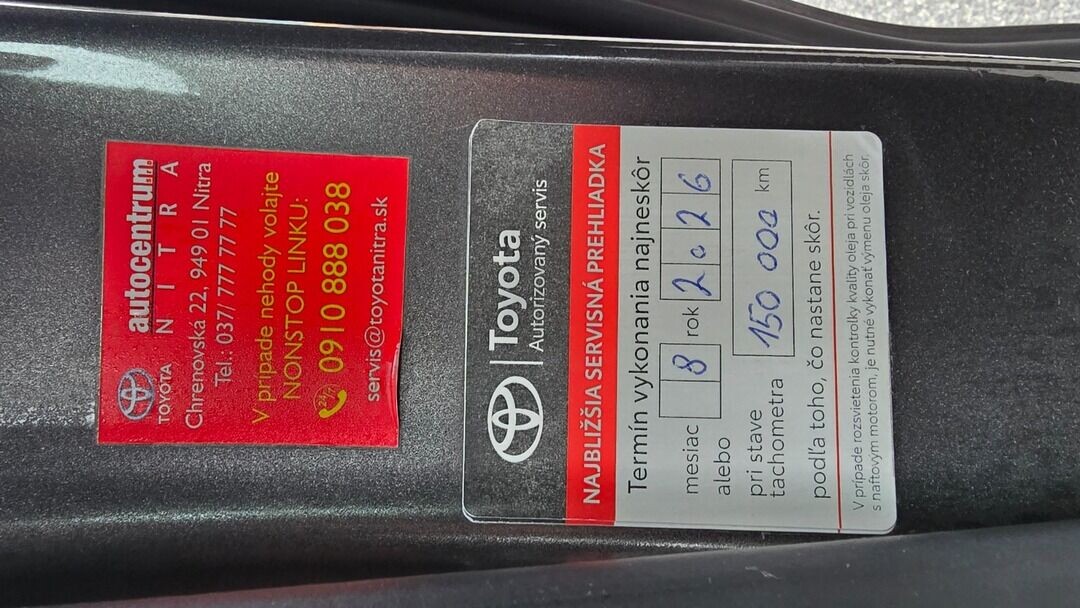 autocentrum
TOYOTA NITRA
Chrenovská 22, 949 01 Nitra
Tel.: 037/ 777 77 77
V prípade nehody volajte
NONSTOP LINKU:
24/7 0910 888 038
servis@toyotanitra.sk
Toyota
Autorizovaný servis
NAJBLIŽŠIA SERVISNÁ PREHLIADKA
Termín vykonania najneskôr
mesiac 8 rok 2026
alebo
pri stave
tachometra 150 000 km
podľa toho, čo nastane skôr.
V prípade rozsvietenia kontrolky kvality oleja pri vozidlách
s naftovým motorom, je nutné vykonať výmenu oleja skôr.